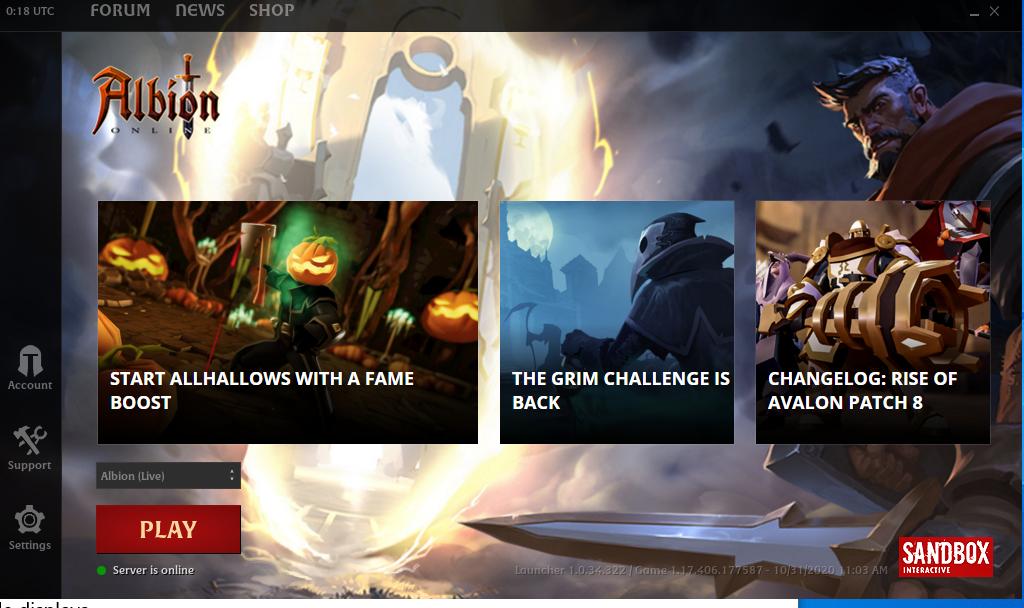 0:18 UTC FORUM NEWS SHOP
Albion
ONLINE
START ALLHALLOWS WITH A FAME
BOOST
THE GRIM CHALLENGE IS
BACK
CHANGELOG: RISE OF
AVALON PATCH 8
Account
Support
Settings
Albion (Live)
PLAY
Server is online
Launcher 1.0.34.322 / Game 1.17.406.177587 - 10/31/2020 11:03 AM
SANDBOX
INTERACTIVE